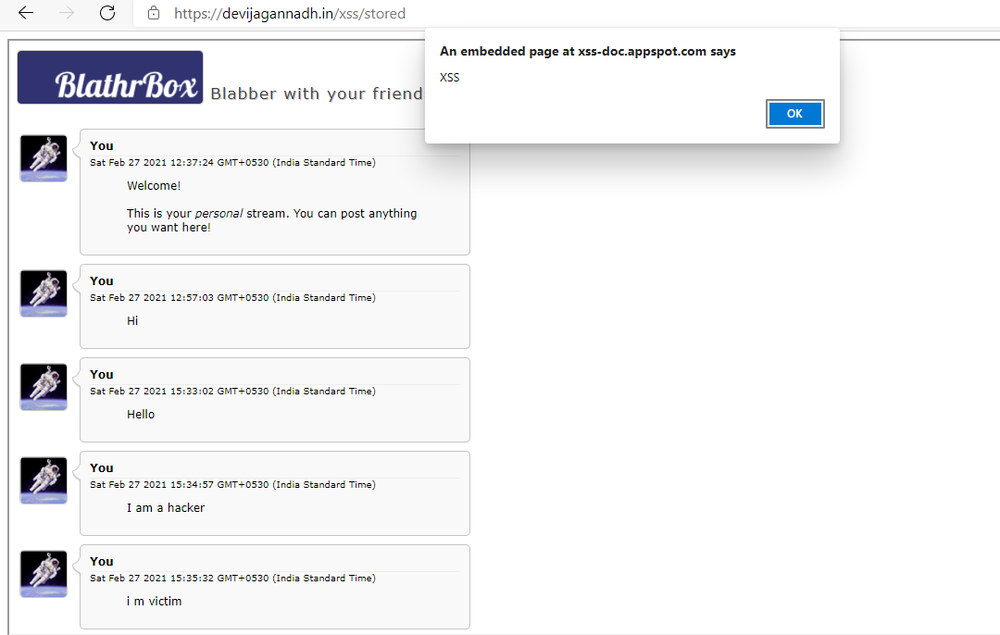 https://devijagannadh.in/xss/stored
An embedded page at xss-doc.appspot.com says
XSS
OK
BlathrBox
Blabber with your friend
You
Sat Feb 27 2021 12:37:24 GMT+0530 (India Standard Time)
Welcome!
This is your personal stream. You can post anything
you want here!
You
Sat Feb 27 2021 12:57:03 GMT+0530 (India Standard Time)
Hi
You
Sat Feb 27 2021 15:33:02 GMT+0530 (India Standard Time)
Hello
You
Sat Feb 27 2021 15:34:57 GMT+0530 (India Standard Time)
I am a hacker
You
Sat Feb 27 2021 15:35:32 GMT+0530 (India Standard Time)
i m victim